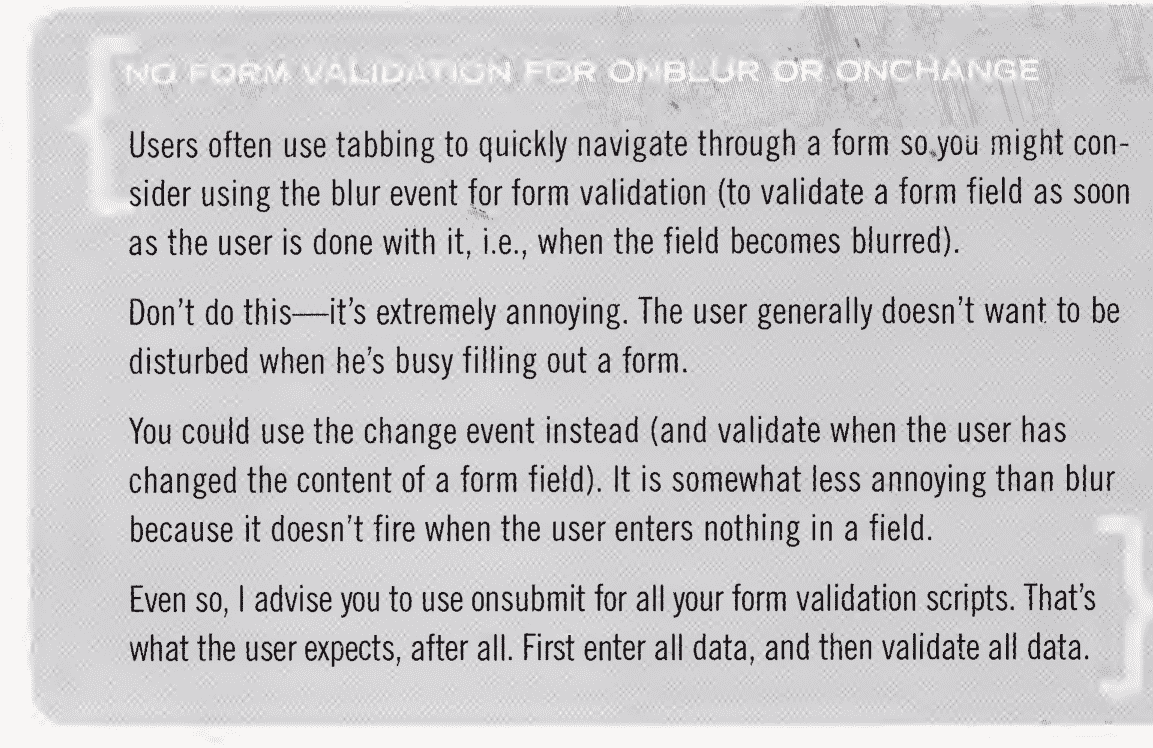 NO FORM VALIDATION FOR ONBLUR OR ONCHANGE
Users often use tabbing to quickly navigate through a form so you might con-
sider using the blur event for form validation (to validate a form field as soon
as the user is done with it, i.e., when the field becomes blurred).
Don't do this—it's extremely annoying. The user generally doesn't want to be
disturbed when he's busy filling out a form.
You could use the change event instead (and validate when the user has
changed the content of a form field). It is somewhat less annoying than blur
because it doesn't fire when the user enters nothing in a field.
Even so, I advise you to use onsubmit for all your form validation scripts. That's
what the user expects, after all. First enter all data, and then validate all data.